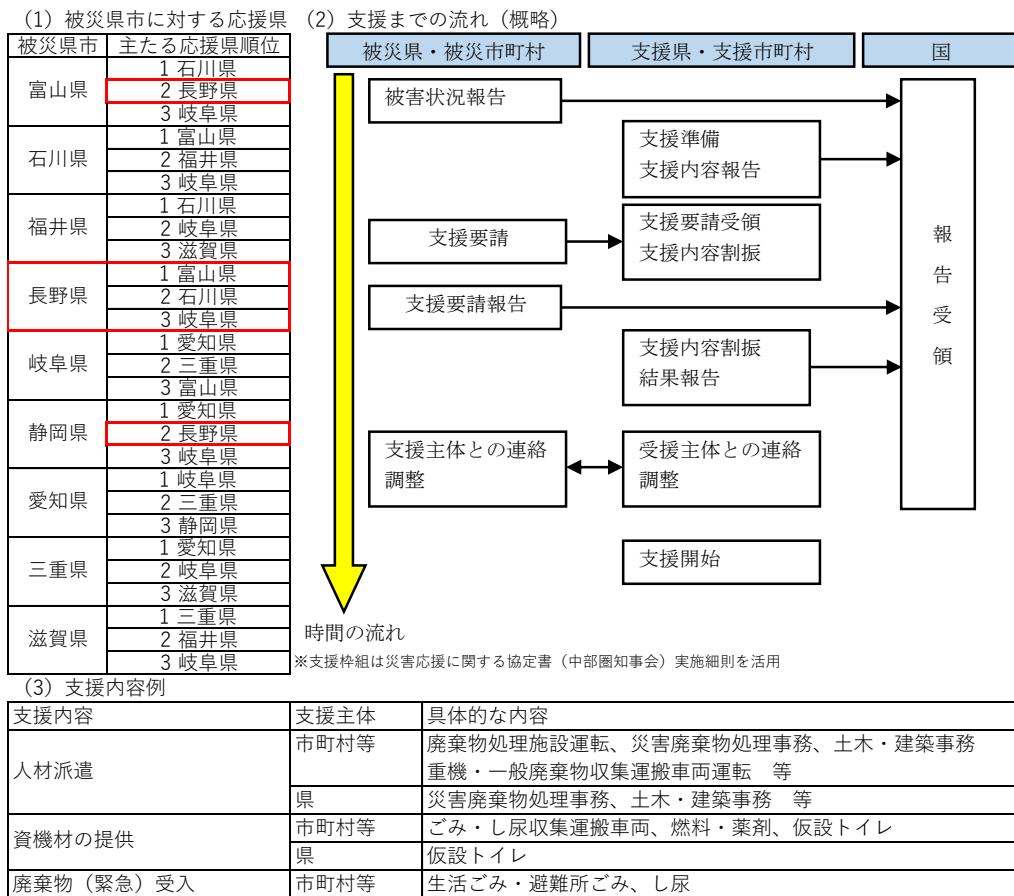 （1）被災県市に対する応援県
被災県市 主たる応援県順位
富山県
1 石川県
2 長野県
3 岐阜県
石川県
1 富山県
2 福井県
3 岐阜県
福井県
1 石川県
2 岐阜県
3 滋賀県
長野県
1 富山県
2 石川県
3 岐阜県
岐阜県
1 愛知県
2 三重県
3 富山県
静岡県
1 愛知県
2 長野県
3 岐阜県
愛知県
1 岐阜県
2 三重県
3 静岡県
三重県
1 愛知県
2 岐阜県
3 滋賀県
滋賀県
1 三重県
2 福井県
3 岐阜県
（2）支援までの流れ（概略）
被災県・被災市町村 支援県・支援市町村 国
被害状況報告
支援準備
支援内容報告
支援要請
支援要請受領
支援内容割振
支援要請報告
支援内容割振
結果報告
支援主体との連絡
調整
受援主体との連絡
調整
支援開始
報告受領
時間の流れ
※支援枠組は災害応援に関する協定書（中部圏知事会）実施細則を活用
（3）支援内容例
支援内容 支援主体 具体的な内容
人材派遣
市町村等 廃棄物処理施設運転、災害廃棄物処理事務、土木・建築事務
重機・一般廃棄物収集運搬車両運転　等
県 災害廃棄物処理事務、土木・建築事務　等
資機材の提供
市町村等 ごみ・し尿収集運搬車両、燃料・薬剤、仮設トイレ
県 仮設トイレ
廃棄物（緊急）受入 市町村等 生活ごみ・避難所ごみ、し尿